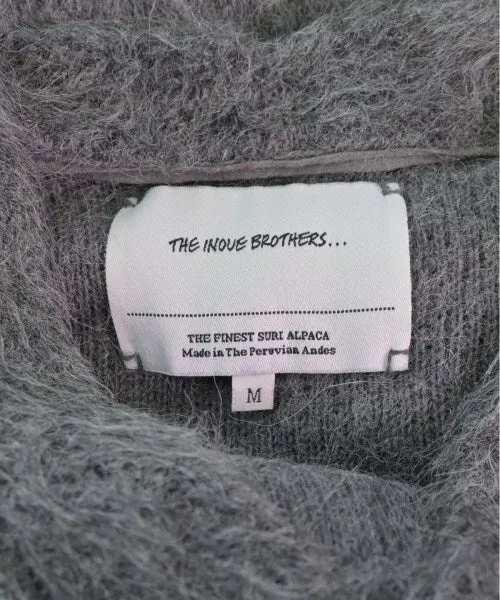 THE INOUE BROTHERS...
THE FINEST SURI ALPACA
Made in The Peruvian Andes
M